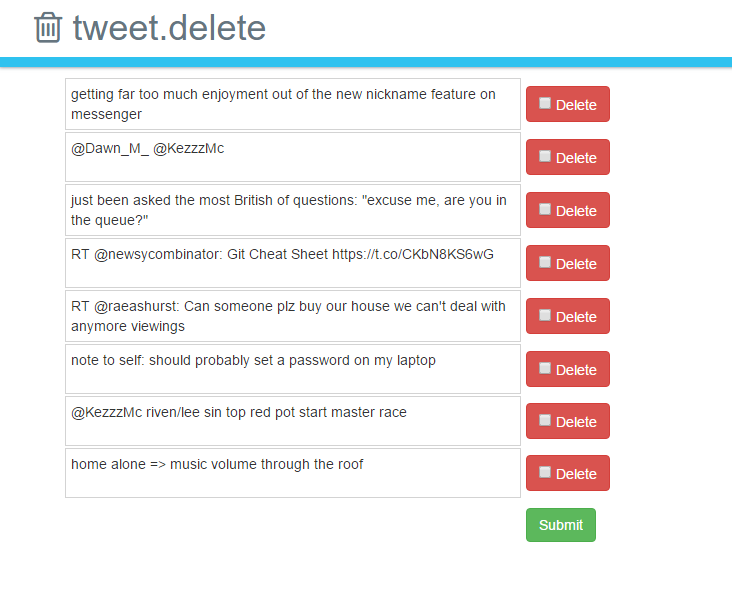 tweet.delete
getting far too much enjoyment out of the new nickname feature on
messenger
Delete
@Dawn_M_ @KezzzMc
Delete
just been asked the most British of questions: "excuse me, are you in
the queue?"
Delete
RT @newsycombinator: Git Cheat Sheet https://t.co/CKbN8KS6wG
Delete
RT @raeashurst: Can someone plz buy our house we can't deal with
anymore viewings
Delete
note to self: should probably set a password on my laptop
Delete
@KezzzMc riven/lee sin top red pot start master race
Delete
home alone => music volume through the roof
Delete
Submit